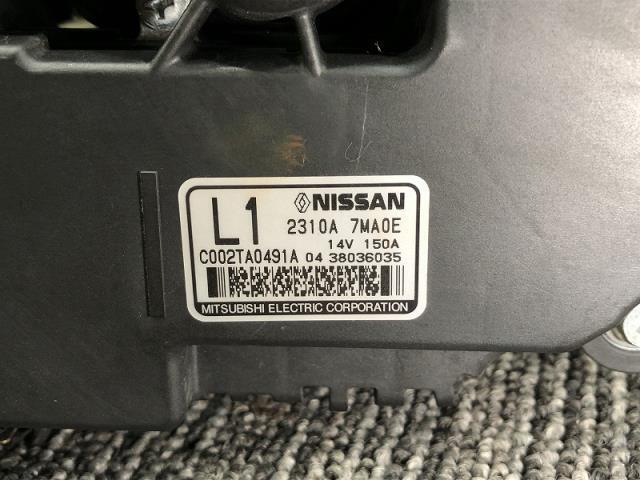 L1 NISSAN
2310A 7MA0E
14V 150A
C002TA0491A 04 38036035
MITSUBISHI ELECTRIC CORPORATION